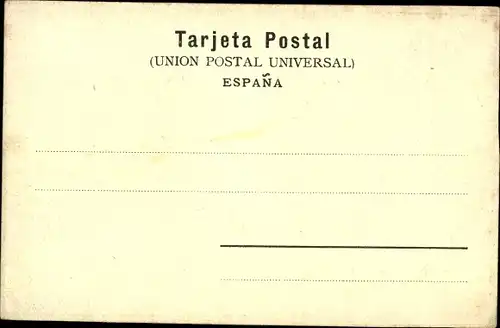 Tarjeta Postal
(UNION POSTAL UNIVERSAL)
ESPAÑA